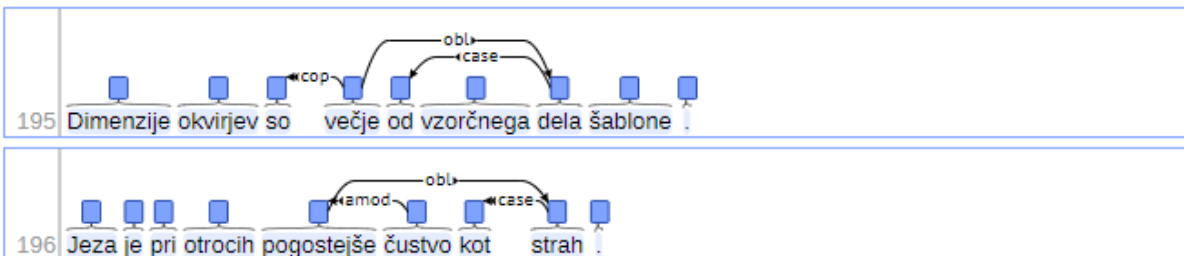 obl
case
cop
195 Dimenzije okvirjev so večje od vzorčnega dela šablone .
obl
amod case
196 Jeza je pri otrocih pogostejše čustvo kot strah .